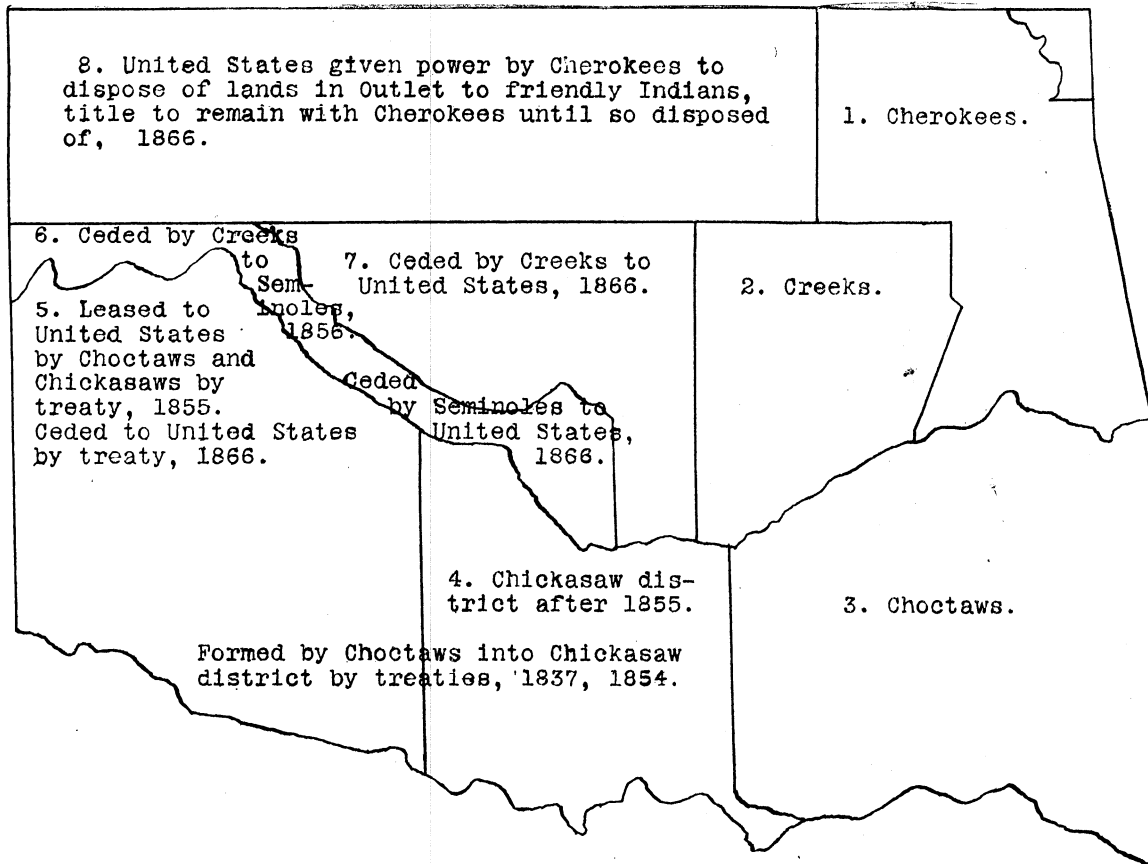 8. United States given power by Cherokees to
dispose of lands in Outlet to friendly Indians,
title to remain with Cherokees until so disposed
of, 1866.
1. Cherokees.
6. Ceded by Creeks
to
Sem-
inoles,
1856.
7. Ceded by Creeks to
United States, 1866.
2. Creeks.
5. Leased to
United States
by Choctaws and
Chickasaws by
treaty, 1855.
Ceded to United States
by treaty, 1866.
Ceded
by Seminoles to
United States,
1866.
4. Chickasaw dis-
trict after 1855.
3. Choctaws.
Formed by Choctaws into Chickasaw
district by treaties, 1837, 1854.